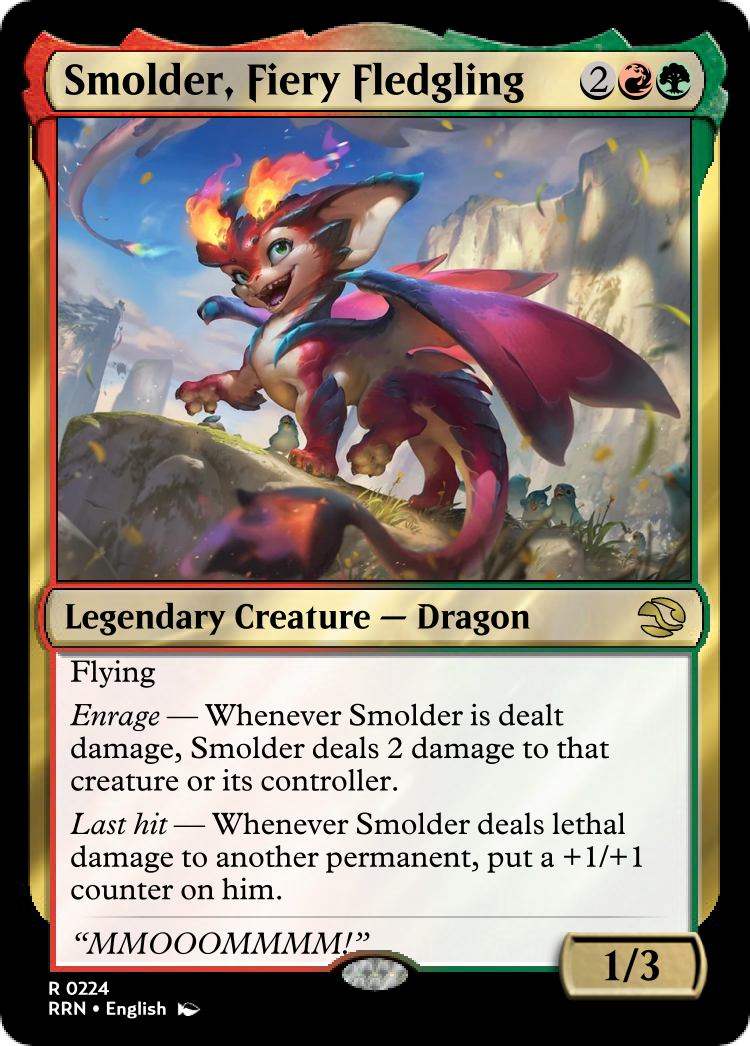 Smolder, Fiery Fledgling
2
Legendary Creature — Dragon
Flying
Enrage — Whenever Smolder is dealt
damage, Smolder deals 2 damage to that
creature or its controller.
Last hit — Whenever Smolder deals lethal
damage to another permanent, put a +1/+1
counter on him.
“MMOOOMMMM!”
1/3
R 0224
RRN • English